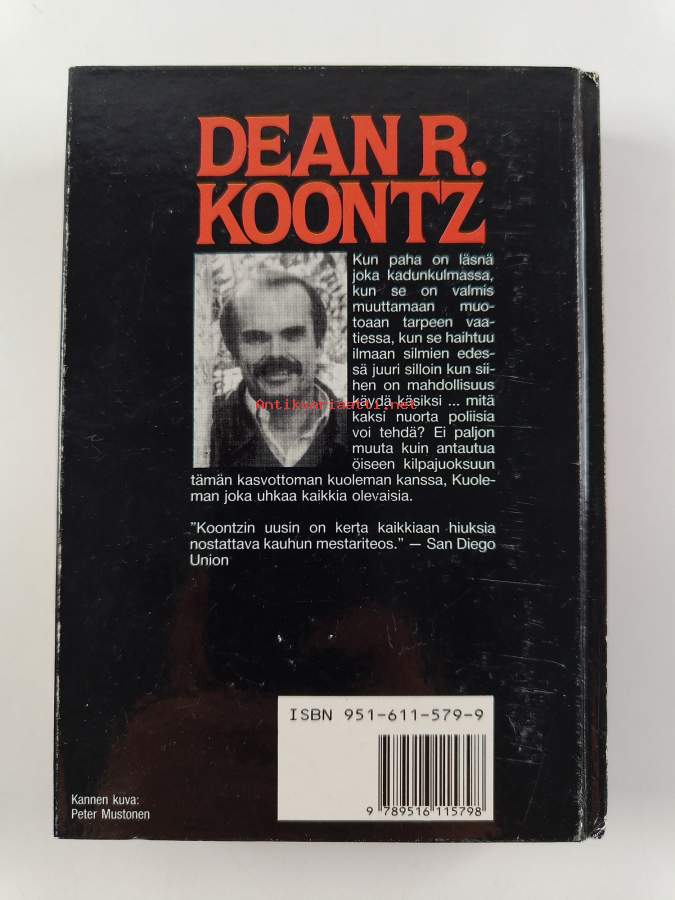 DEAN R.
KOONTZ
Kun paha on läsnä
joka kadunkulmassa,
kun se on valmis
muuttamaan muo-
toaan tarpeen vaa-
tiessa, kun se haihtuu
ilmaan silmien edes-
sä juuri silloin kun sii-
hen on mahdollisuus
käydä käsiksi ... mitä
Antikvariaatti.net
kaksi nuorta poliisia
voi tehdä? Ei paljon
muuta kuin antautua
öiseen kilpajuoksuun
tämän kasvottoman kuoleman kanssa, Kuole-
man joka uhkaa kaikkia olevaisia.
"Koontzin uusin on kerta kaikkiaan hiuksia
nostattava kauhun mestariteos." — San Diego
Union
ISBN 951-611-579-9
9 789516 115798
Kannen kuva:
Peter Mustonen